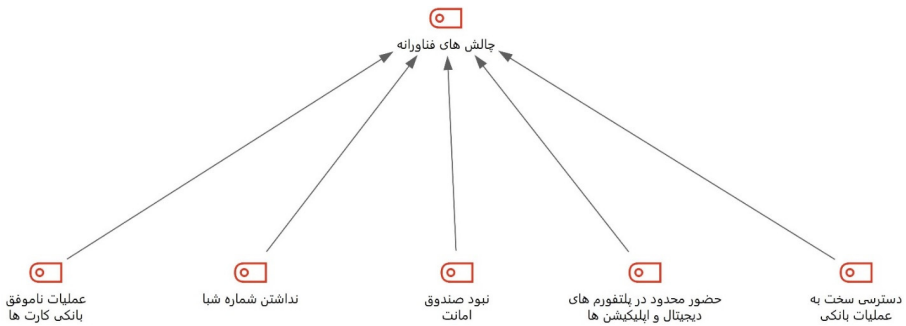 چالش های فناورانه
دسترسی سخت به
عملیات بانکی
حضور محدود در پلتفورم های
دیجیتال و اپلیکیشن ها
نبود صندوق
امانت
نداشتن شماره شبا
عملیات ناموفق
بانکی کارت ها